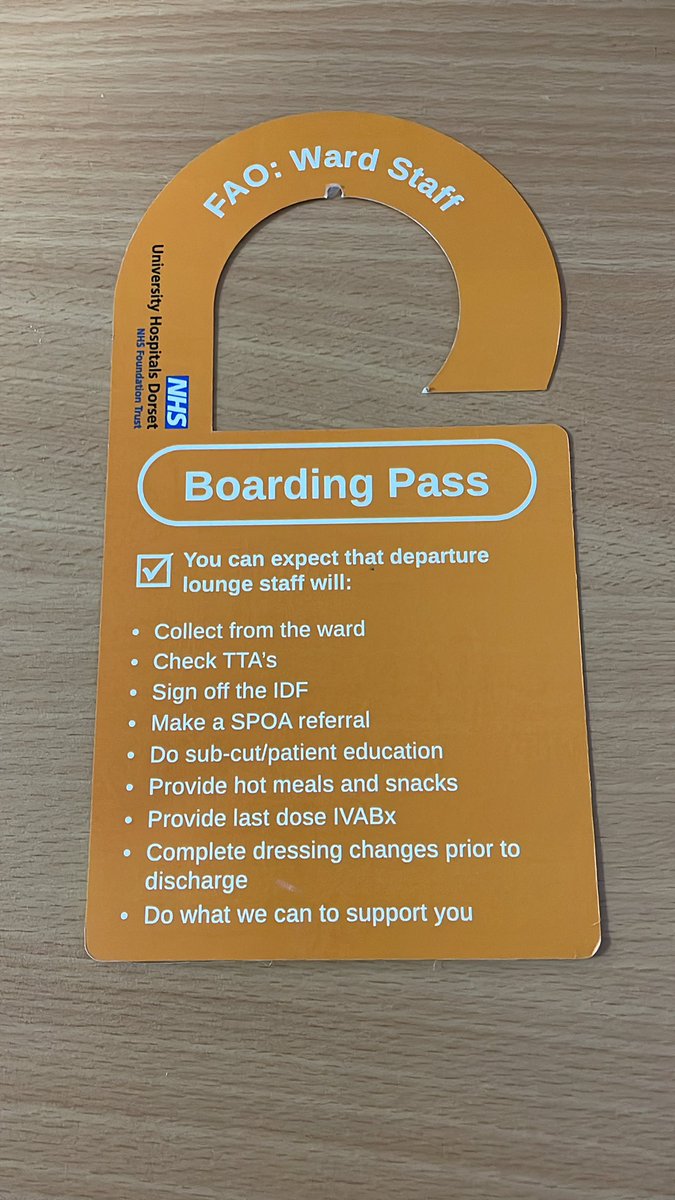 FAO: Ward Staff
University Hospitals Dorset
NHS Foundation Trust
NHS
Boarding Pass
You can expect that departure
lounge staff will:
• Collect from the ward
• Check TTA's
• Sign off the IDF
• Make a SPOA referral
• Do sub-cut/patient education
• Provide hot meals and snacks
• Provide last dose IVABx
• Complete dressing changes prior to
discharge
• Do what we can to support you